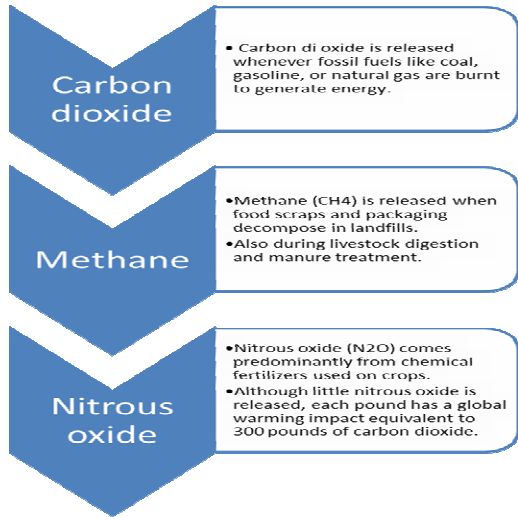 Carbon
dioxide
• Carbon di oxide is released
whenever fossil fuels like coal,
gasoline, or natural gas are burnt
to generate energy.
Methane
•Methane (CH4) is released when
food scraps and packaging
decompose in landfills.
•Also during livestock digestion
and manure treatment.
Nitrous
oxide
•Nitrous oxide (N2O) comes
predominantly from chemical
fertilizers used on crops.
•Although little nitrous oxide is
released, each pound has a global
warming impact equivalent to
300 pounds of carbon dioxide.